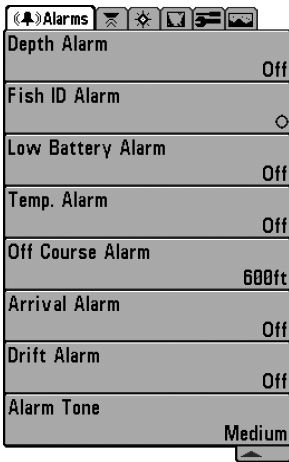 Alarms
Depth Alarm
Off
Fish ID Alarm
Low Battery Alarm
Off
Temp. Alarm
Off
Off Course Alarm
600ft
Arrival Alarm
Off
Drift Alarm
Off
Alarm Tone
Medium